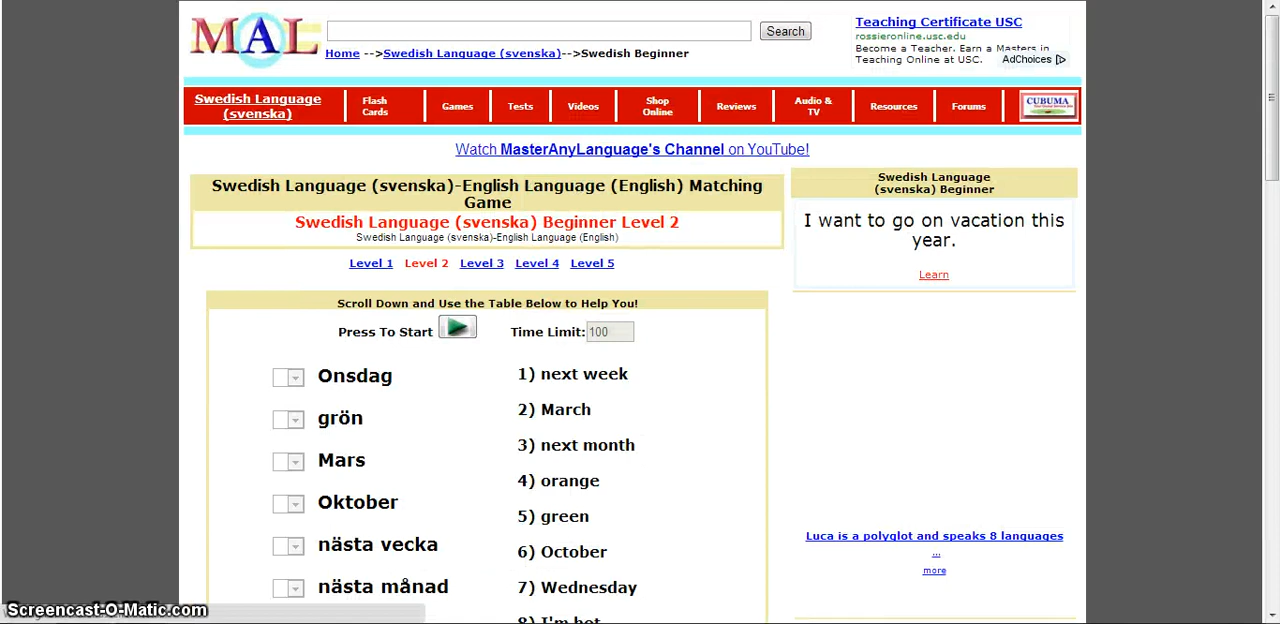 MAL
Search
Home -->Swedish Language (svenska)-->Swedish Beginner
Teaching Certificate USC
rossieronline.usc.edu
Become a Teacher. Earn a Masters in
Teaching Online at USC.
AdChoices
Swedish Language
(svenska)
Flash
Cards
Games
Tests
Videos
Shop
Online
Reviews
Audio &
TV
Resources
Forums
CUBUMA
Watch MasterAnyLanguage's Channel on YouTube!
Swedish Language (svenska)-English Language (English) Matching
Game
Swedish Language (svenska) Beginner Level 2
Swedish Language (svenska)-English Language (English)
Level 1 Level 2 Level 3 Level 4 Level 5
Swedish Language
(svenska) Beginner
I want to go on vacation this
year.
Learn
Scroll Down and Use the Table Below to Help You!
Press To Start
Time Limit: 100
Onsdag
grön
Mars
Oktober
nästa vecka
nästa månad
1) next week
2) March
3) next month
4) orange
5) green
6) October
7) Wednesday
8) I'm hot
Luca is a polyglot and speaks 8 languages
...
more
Screencast-O-Matic.com